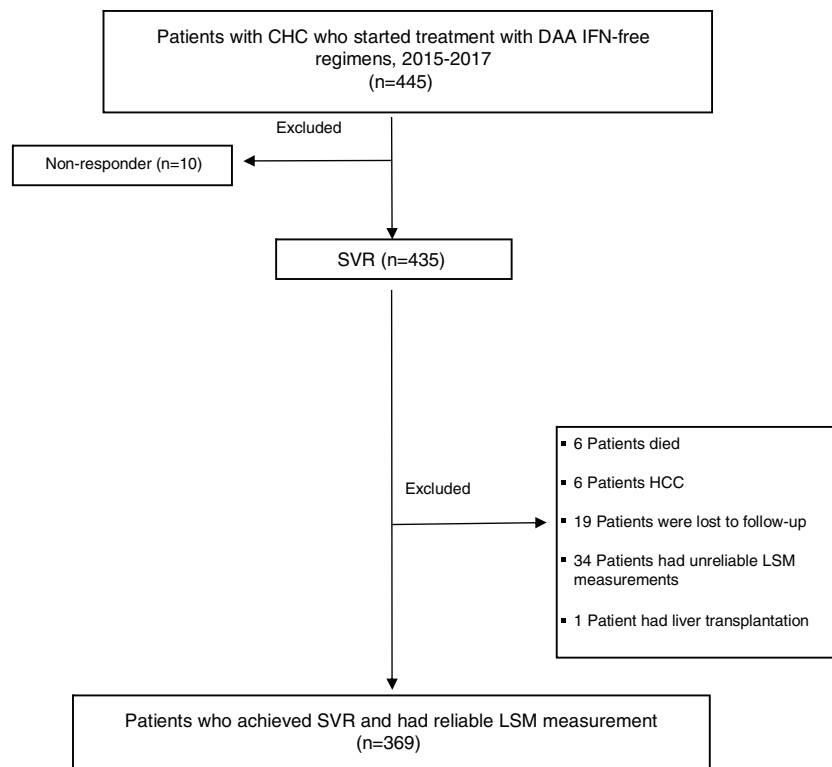 Patients with CHC who started treatment with DAA IFN-free
regimens, 2015-2017
(n=445)
Excluded
Non-responder (n=10)
SVR (n=435)
Excluded
▪ 6 Patients died
▪ 6 Patients HCC
▪ 19 Patients were lost to follow-up
▪ 34 Patients had unreliable LSM
measurements
▪ 1 Patient had liver transplantation
Patients who achieved SVR and had reliable LSM measurement
(n=369)